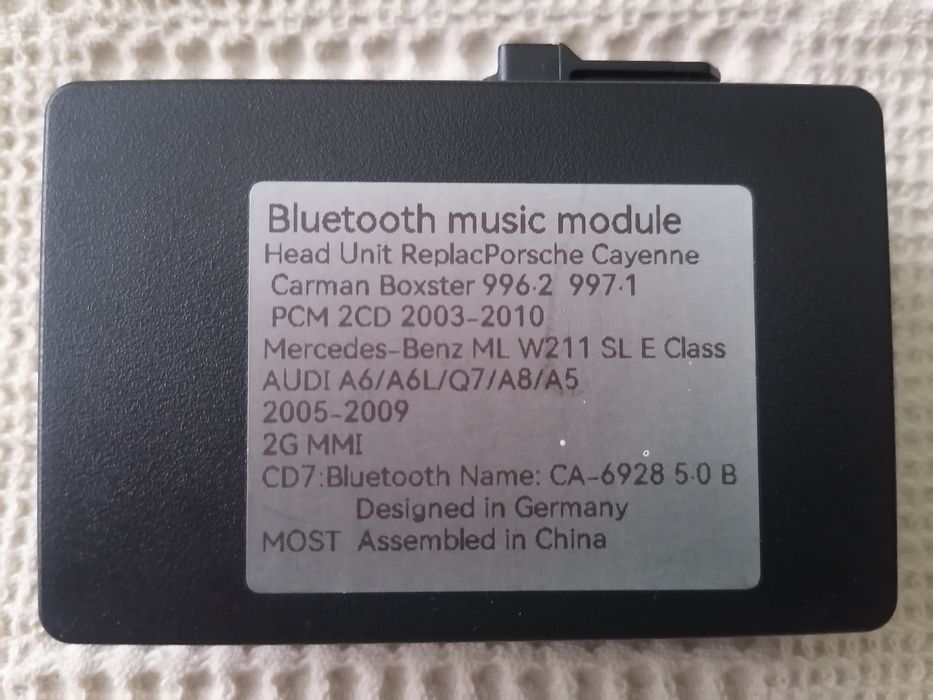 Bluetooth music module
Head Unit ReplacPorsche Cayenne
Carman Boxster 996.2 997.1
PCM 2CD 2003-2010
Mercedes-Benz ML W211 SL E Class
AUDI A6/A6L/Q7/A8/A5
2005-2009
2G MMI
CD7:Bluetooth Name: CA-6928 5.0 B
Designed in Germany
MOST Assembled in China